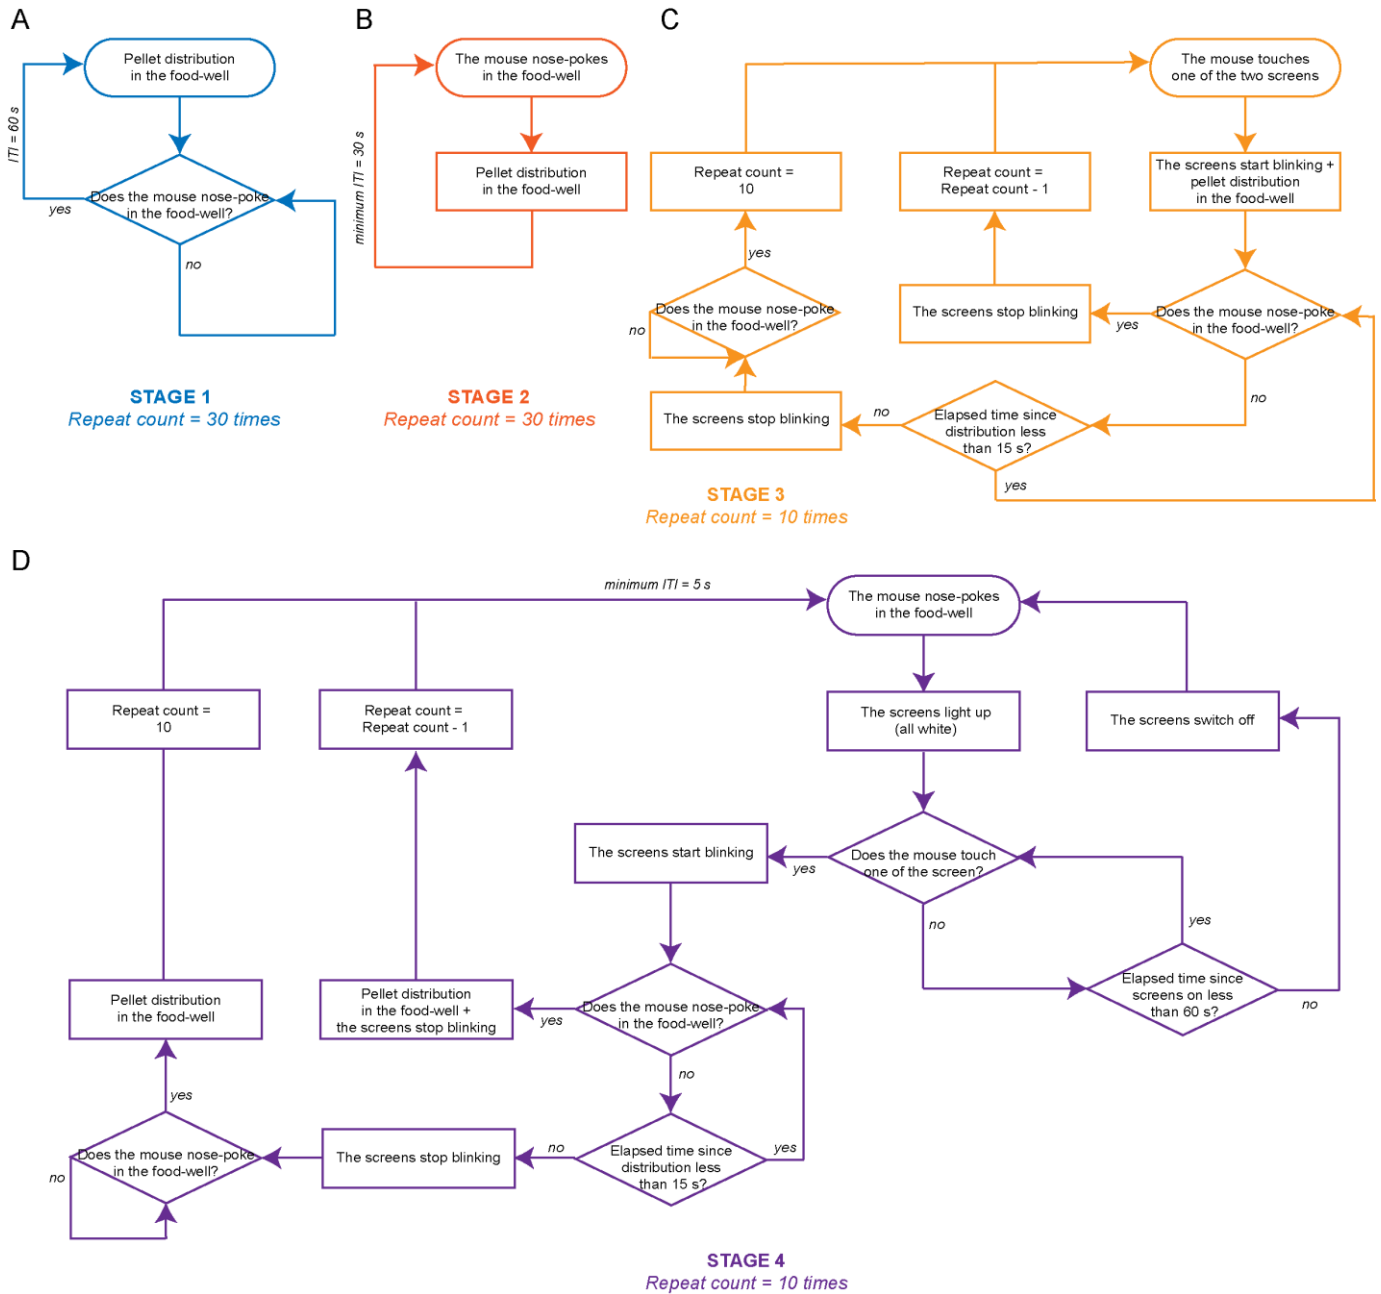 A
Pellet distribution
in the food-well
ITI = 60 s
Does the mouse nose-poke
in the food-well?
yes
no
STAGE 1
Repeat count = 30 times
B
The mouse nose-pokes
in the food-well
minimum ITI = 30 s
Pellet distribution
in the food-well
STAGE 2
Repeat count = 30 times
C
The mouse touches
one of the two screens
Repeat count =
10
Repeat count =
Repeat count - 1
The screens start blinking +
pellet distribution
in the food-well
yes
Does the mouse nose-poke
in the food-well?
no
The screens stop blinking
yes
Does the mouse nose-poke
in the food-well?
no
The screens stop blinking
no
Elapsed time since
distribution less
than 15 s?
yes
STAGE 3
Repeat count = 10 times
D
minimum ITI = 5 s
The mouse nose-pokes
in the food-well
Repeat count =
10
Repeat count =
Repeat count - 1
The screens light up
(all white)
The screens switch off
The screens start blinking
yes
Does the mouse touch
one of the screen?
no
yes
Elapsed time since
screens on less
than 60 s?
no
Pellet distribution
in the food-well
Pellet distribution
in the food-well +
the screens stop blinking
yes
Does the mouse nose-poke
in the food-well?
no
yes
Does the mouse nose-poke
in the food-well?
no
The screens stop blinking
no
Elapsed time since
distribution less
than 15 s?
yes
STAGE 4
Repeat count = 10 times